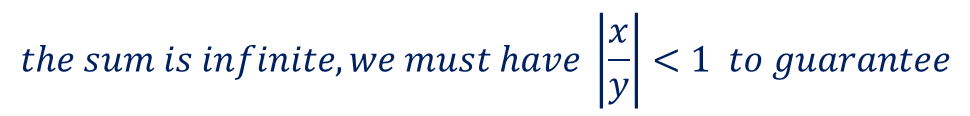 the sum is infinite, we must have |x/y| < 1 to guarantee